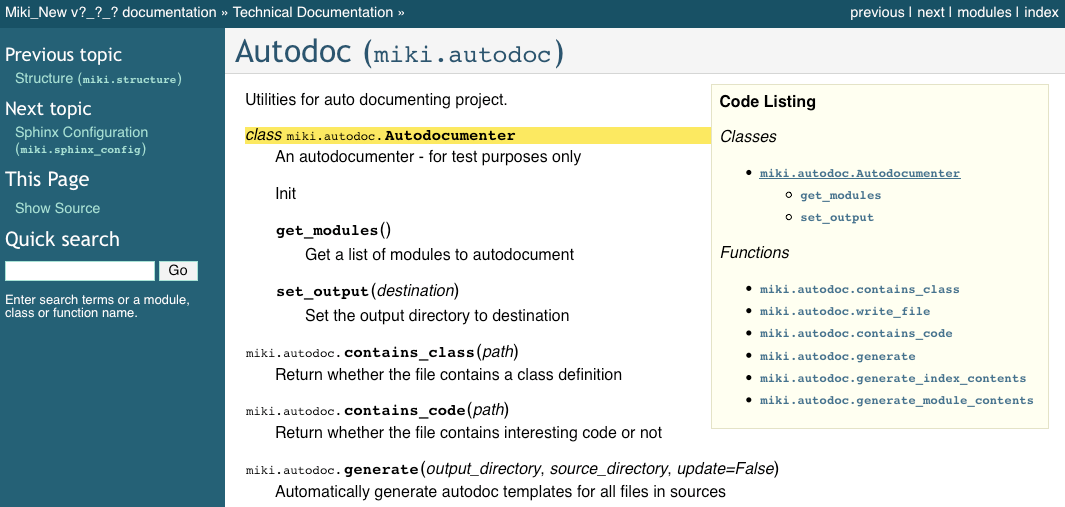 Miki_New v?_?_? documentation » Technical Documentation »
previous | next | modules | index
Previous topic
Structure (miki.structure)
Next topic
Sphinx Configuration
(miki.sphinx_config)
This Page
Show Source
Quick search
Go
Enter search terms or a module,
class or function name.
Autodoc (miki.autodoc)
Utilities for auto documenting project.
class miki.autodoc.Autodocumenter
An autodocumenter - for test purposes only
Init
get_modules()
Get a list of modules to autodocument
set_output(destination)
Set the output directory to destination
miki.autodoc.contains_class(path)
Return whether the file contains a class definition
miki.autodoc.contains_code(path)
Return whether the file contains interesting code or not
miki.autodoc.generate(output_directory, source_directory, update=False)
Automatically generate autodoc templates for all files in sources
Code Listing
Classes
miki.autodoc.Autodocumenter
get_modules
set_output
Functions
miki.autodoc.contains_class
miki.autodoc.write_file
miki.autodoc.contains_code
miki.autodoc.generate
miki.autodoc.generate_index_contents
miki.autodoc.generate_module_contents